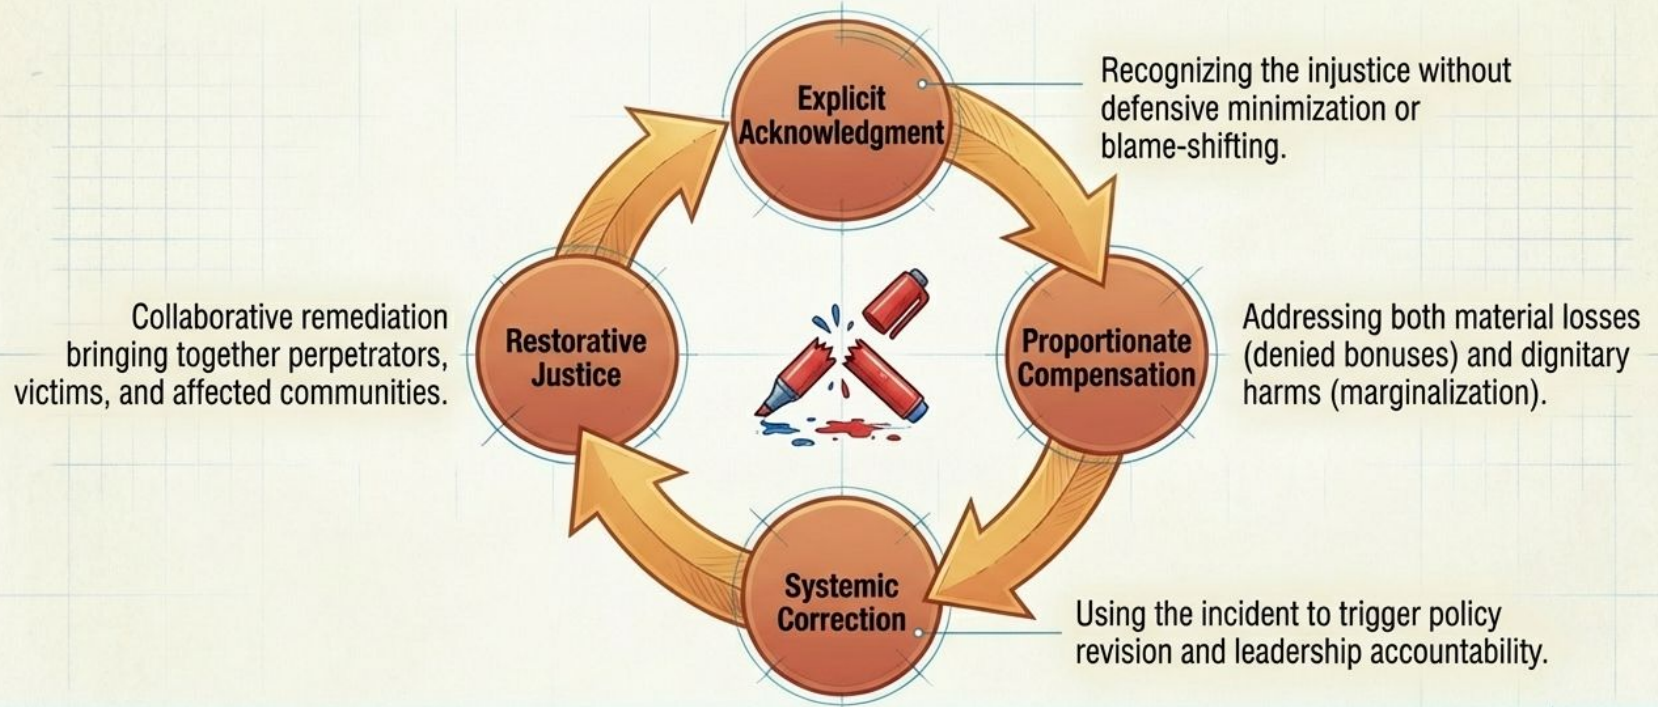 Explicit
Acknowledgment
Recognizing the injustice without
defensive minimization or
blame-shifting.
Proportionate
Compensation
Addressing both material losses
(denied bonuses) and dignitary
harms (marginalization).
Systemic
Correction
Using the incident to trigger policy
revision and leadership accountability.
Restorative
Justice
Collaborative remediation
bringing together perpetrators,
victims, and affected communities.